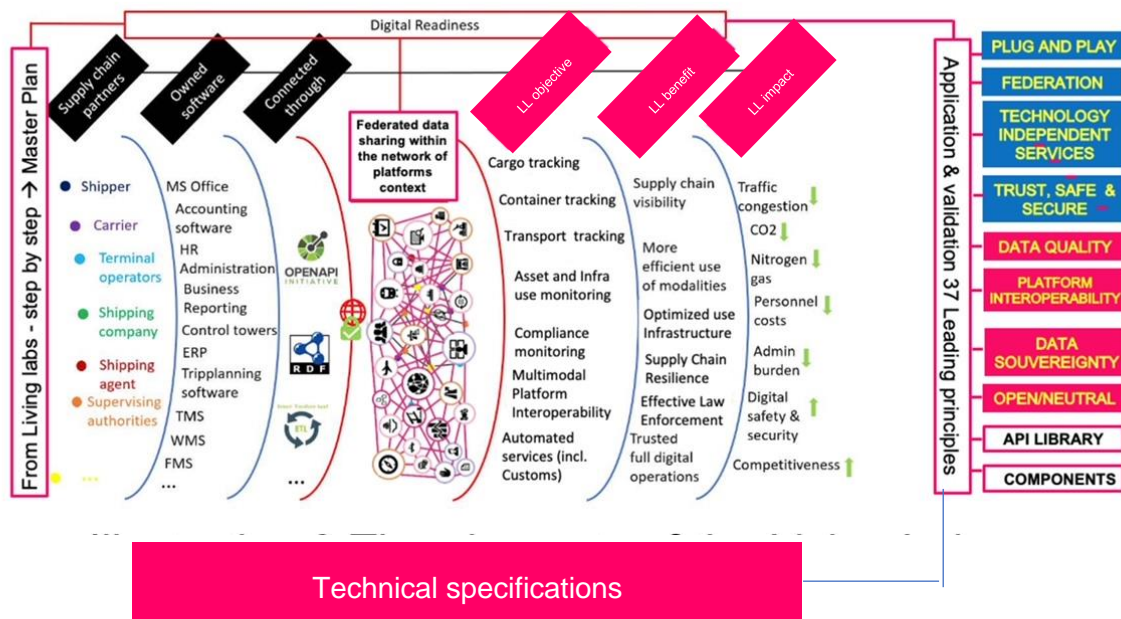 Digital Readiness
From Living labs - step by step → Master Plan
Supply chain
partners
Owned
software
Connected
through
LL objective
LL benefit
LL impact
Shipper
Carrier
Terminal
operators
Shipping
company
Shipping
agent
Supervising
authorities
...
MS Office
Accounting
software
HR
Administration
Business
Reporting
Control towers
ERP
Tripplanning
software
TMS
WMS
FMS
...
OPENAPI
INITIATIVE
RDF
ETL
...
Federated data
sharing within
the network of
platforms
context
Cargo tracking
Container tracking
Transport tracking
Asset and Infra
use monitoring
Compliance
monitoring
Multimodal
Platform
Interoperability
Automated
services (incl.
Customs)
Supply chain
visibility
More
efficient use
of modalities
Optimized use
Infrastructure
Supply Chain
Resilience
Effective Law
Enforcement
Trusted
full digital
operations
Traffic
congestion
CO2
Nitrogen
gas
Personnel
costs
Admin
burden
Digital
safety &
security
Competitiveness
Application & validation 37 Leading principles
PLUG AND PLAY
FEDERATION
TECHNOLOGY
INDEPENDENT
SERVICES
TRUST, SAFE &
SECURE
DATA QUALITY
PLATFORM
INTEROPERABILITY
DATA
SOUVEREIGNTY
OPEN/NEUTRAL
API LIBRARY
COMPONENTS
Technical specifications